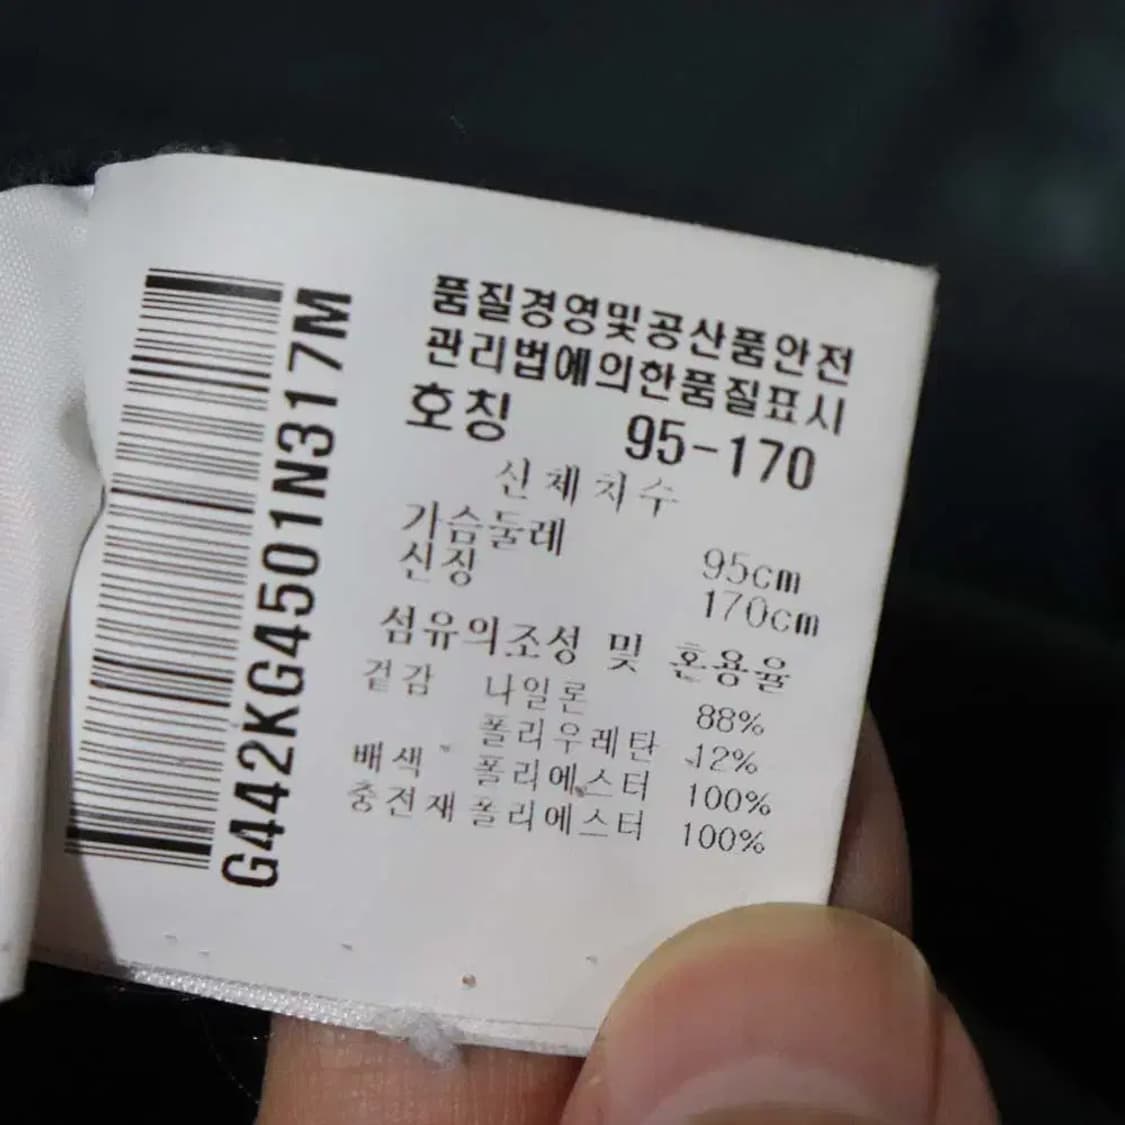 G442KG4501N317M
품질경영및공산품안전
관리법에의한품질표시
호칭 95-170
신체치수
가슴둘레 95cm
신장 170cm
섬유의조성 및 혼용율
겉감 나일론 88%
폴리우레탄 12%
배색 폴리에스터 100%
충전재 폴리에스터 100%